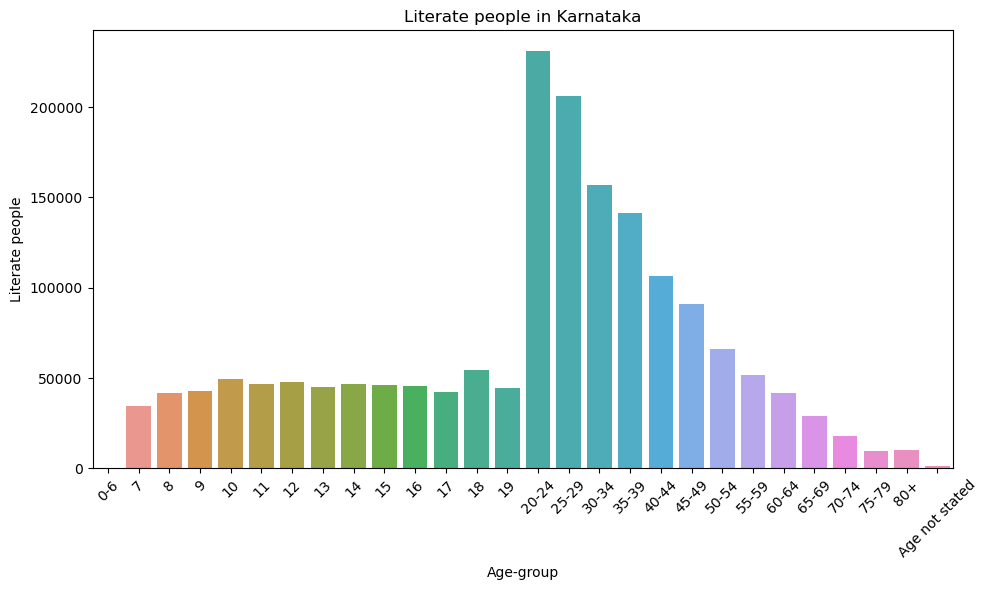 Literate people in Karnataka
Literate people
200000
150000
100000
50000
0
0-6 7 8 9 10 11 12 13 14 15 16 17 18 19 20-24 25-29 30-34 35-39 40-44 45-49 50-54 55-59 60-64 65-69 70-74 75-79 80+ Age not stated
Age-group